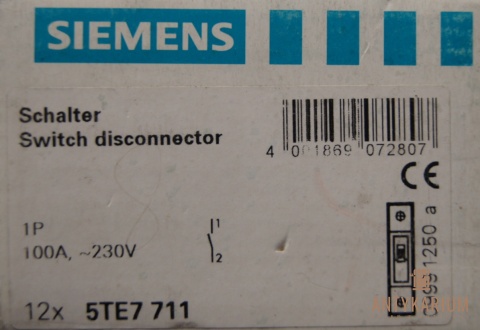 SIEMENS
Schalter
Switch disconnector
4 001869 072807
CE
1P
100A, ~230V
1
2
12x 5TE7 711